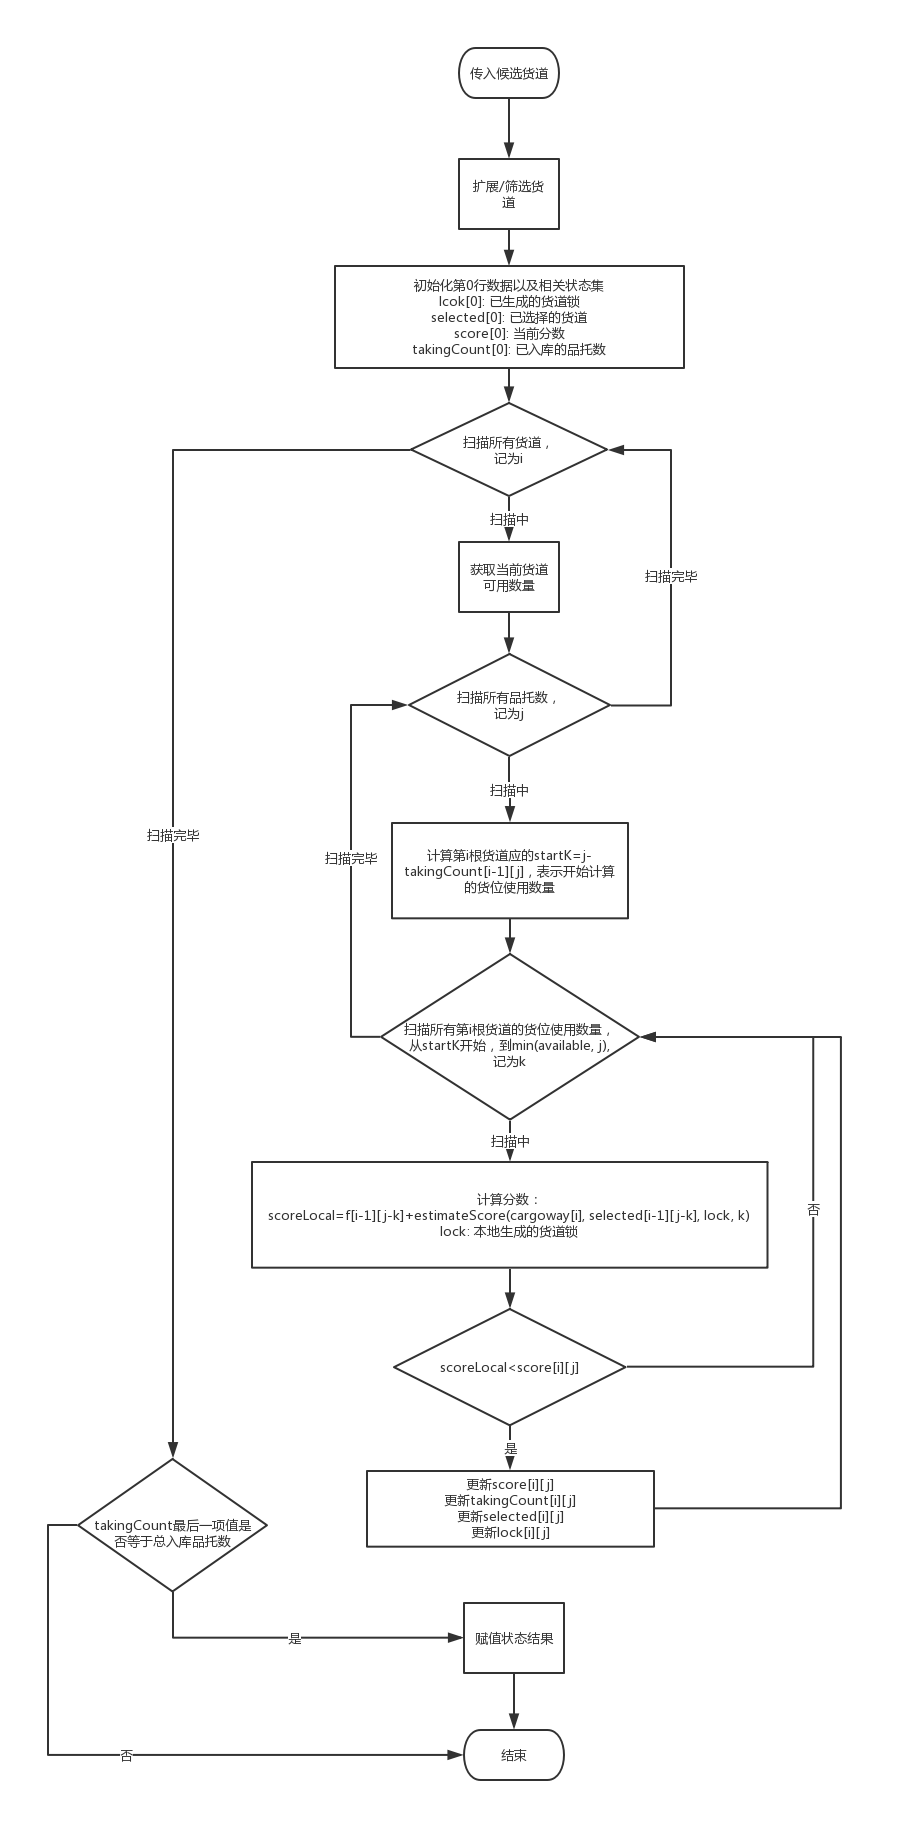 传入候选货道
扩展/筛选货
道
初始化第0行数据以及相关状态集
lcok[0]: 已生成的货道锁
selected[0]: 已选择的货道
score[0]: 当前分数
takingCount[0]: 已入库的品托数
扫描所有货道，
记为i
扫描中
获取当前货道
可用数量
扫描完毕
扫描所有品托数，
记为j
扫描中
扫描完毕
扫描完毕
计算第i根货道应的startK=j-
takingCount[i-1][j]，表示开始计算
的货位使用数量
扫描所有第i根货道的货位使用数量，
从startK开始，到min(available, j),
记为k
扫描中
计算分数：
scoreLocal=f[i-1][j-k]+estimateScore(cargoway[i], selected[i-1][j-k], lock, k)
lock: 本地生成的货道锁
否
scoreLocal<score[i][j]
是
更新score[i][j]
更新takingCount[i][j]
更新selected[i][j]
更新lock[i][j]
takingCount最后一项值是
否等于总入库品托数
是
赋值状态结果
否
结束